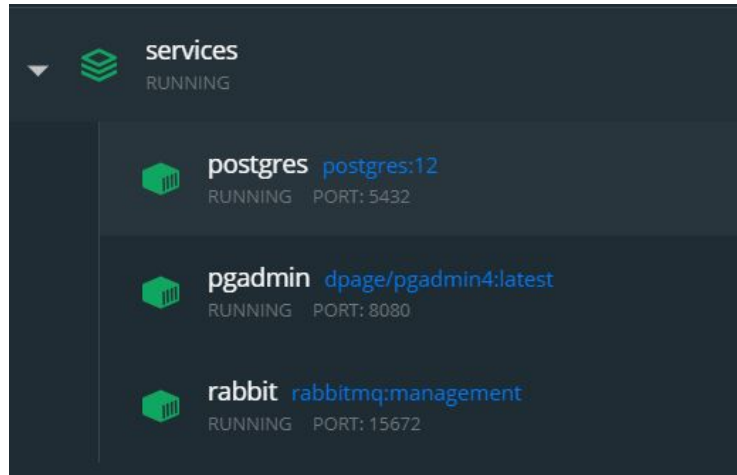 services
RUNNING
postgres postgres:12
RUNNING PORT: 5432
pgadmin dpage/pgadmin4:latest
RUNNING PORT: 8080
rabbit rabbitmq:management
RUNNING PORT: 15672